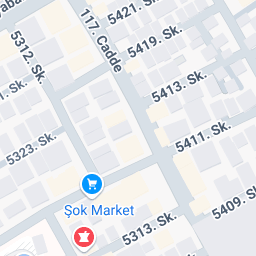 5421. Sk.
117. Cadde
5312. Sk.
5419. Sk.
5413. Sk.
5323. Sk.
5411. Sk.
Şok Market
5409. Sk.
5313. Sk.